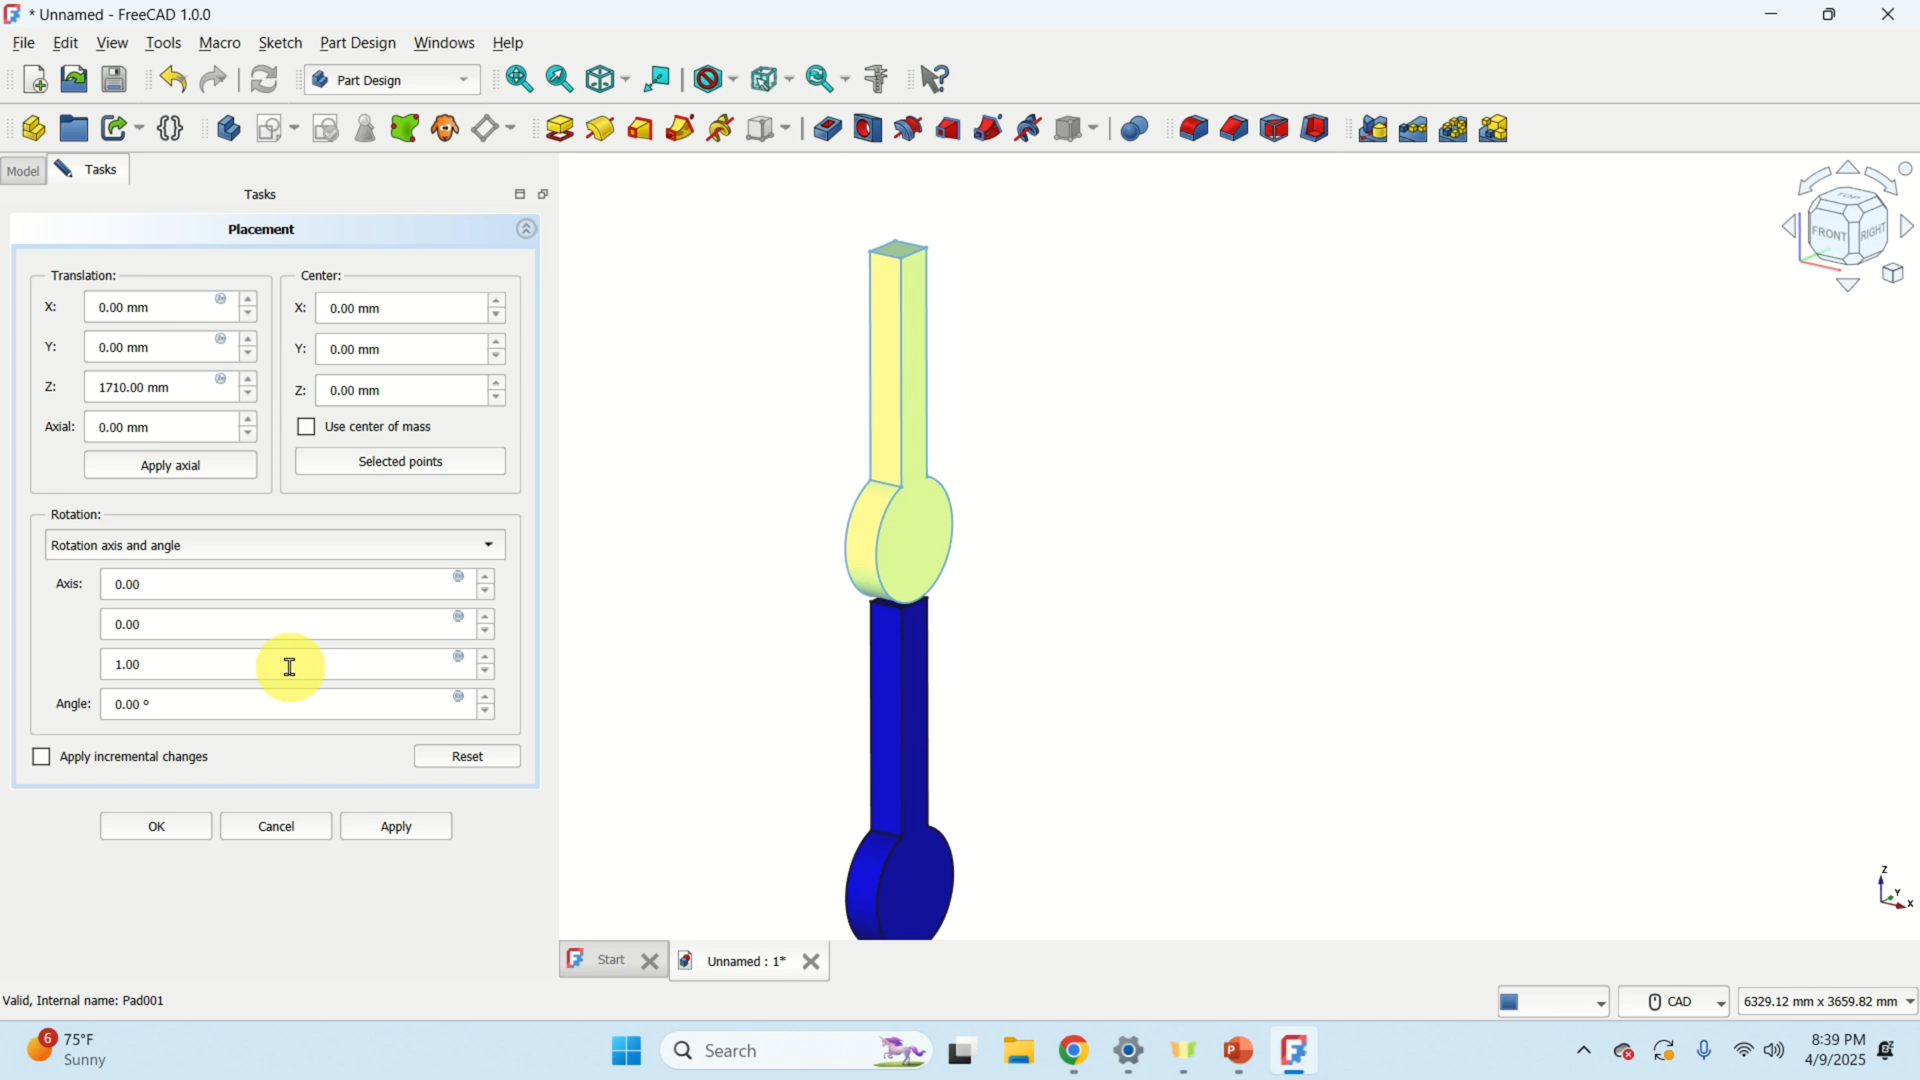 * Unnamed - FreeCAD 1.0.0
File Edit View Tools Macro Sketch Part Design Windows Help
Part Design
Model Tasks
Tasks
Placement
Translation: Center:
X: 0.00 mm X: 0.00 mm
Y: 0.00 mm Y: 0.00 mm
Z: 1710.00 mm Z: 0.00 mm
Axial: 0.00 mm Use center of mass
Apply axial Selected points
Rotation:
Rotation axis and angle
Axis: 0.00
0.00
1.00
Angle: 0.00 °
Apply incremental changes Reset
OK Cancel Apply
TOP
FRONT RIGHT
Z
Y
X
Start Unnamed : 1*
Valid, Internal name: Pad001 CAD 6329.12 mm x 3659.82 mm
6 75°F
Sunny
Search
8:39 PM
4/9/2025